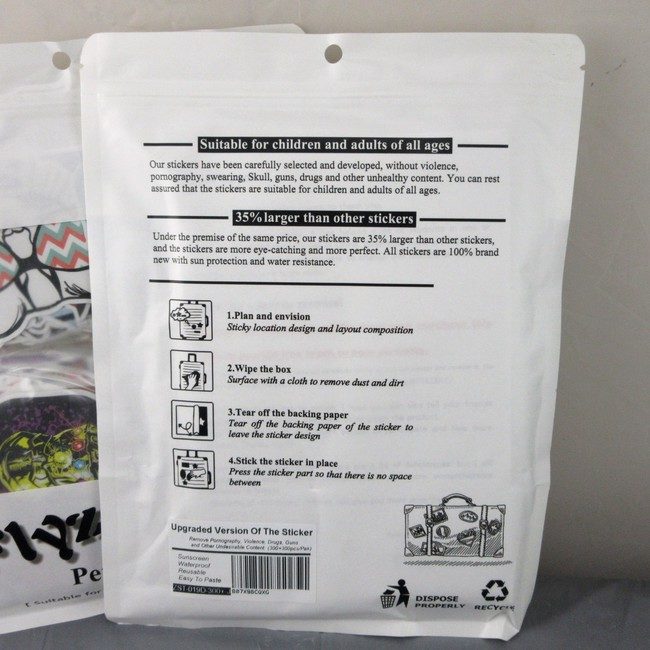 Suitable for children and adults of all ages
Our stickers have been carefully selected and developed, without violence,
pornography, swearing, Skull, guns, drugs and other unhealthy content. You can rest
assured that the stickers are suitable for children and adults of all ages.
35% larger than other stickers
Under the premise of the same price, our stickers are 35% larger than other stickers,
and the stickers are more eye-catching and more perfect. All stickers are 100% brand
new with sun protection and water resistance.
1.Plan and envision
Sticky location design and layout composition
2.Wipe the box
Surface with a cloth to remove dust and dirt
3.Tear off the backing paper
Tear off the backing paper of the sticker to
leave the sticker design
4.Stick the sticker in place
Press the sticker part so that there is no space
between
Upgraded Version Of The Sticker
Remove Pornography, Violence, Drugs, Guns
and Other Undesirable Content (300+300pcs/Pak)
Sunscreen
Waterproof
Reusable
Easy To Paste
DISPOSE
PROPERLY
RECYCLE
Pe
[ Suitable for